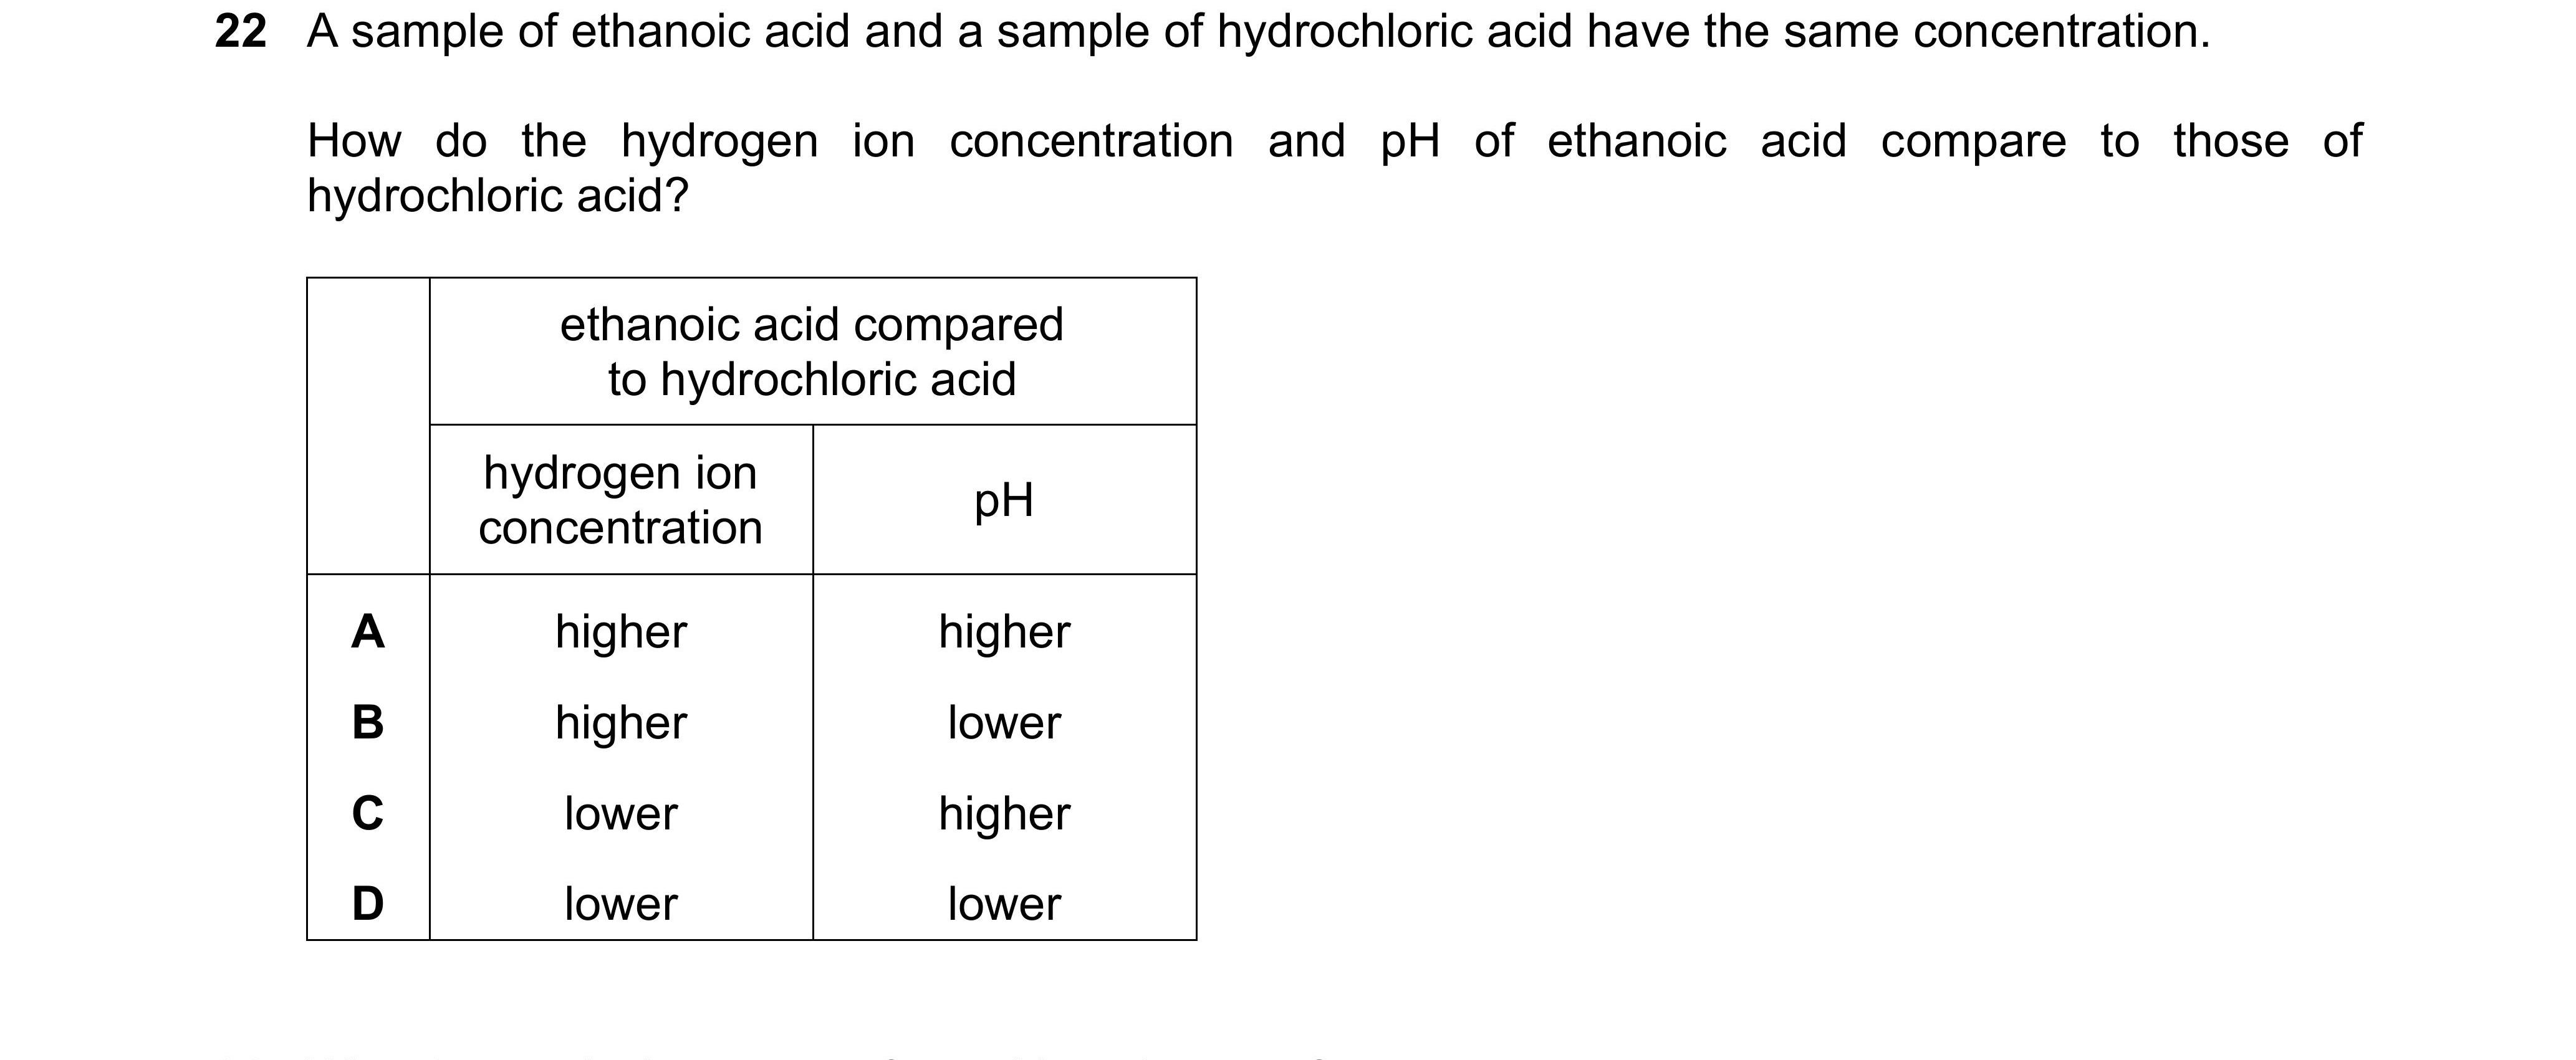 22 A sample of ethanoic acid and a sample of hydrochloric acid have the same concentration.
How do the hydrogen ion concentration and pH of ethanoic acid compare to those of
hydrochloric acid?
ethanoic acid compared
to hydrochloric acid
hydrogen ion
concentration
pH
A higher higher
B higher lower
C lower higher
D lower lower